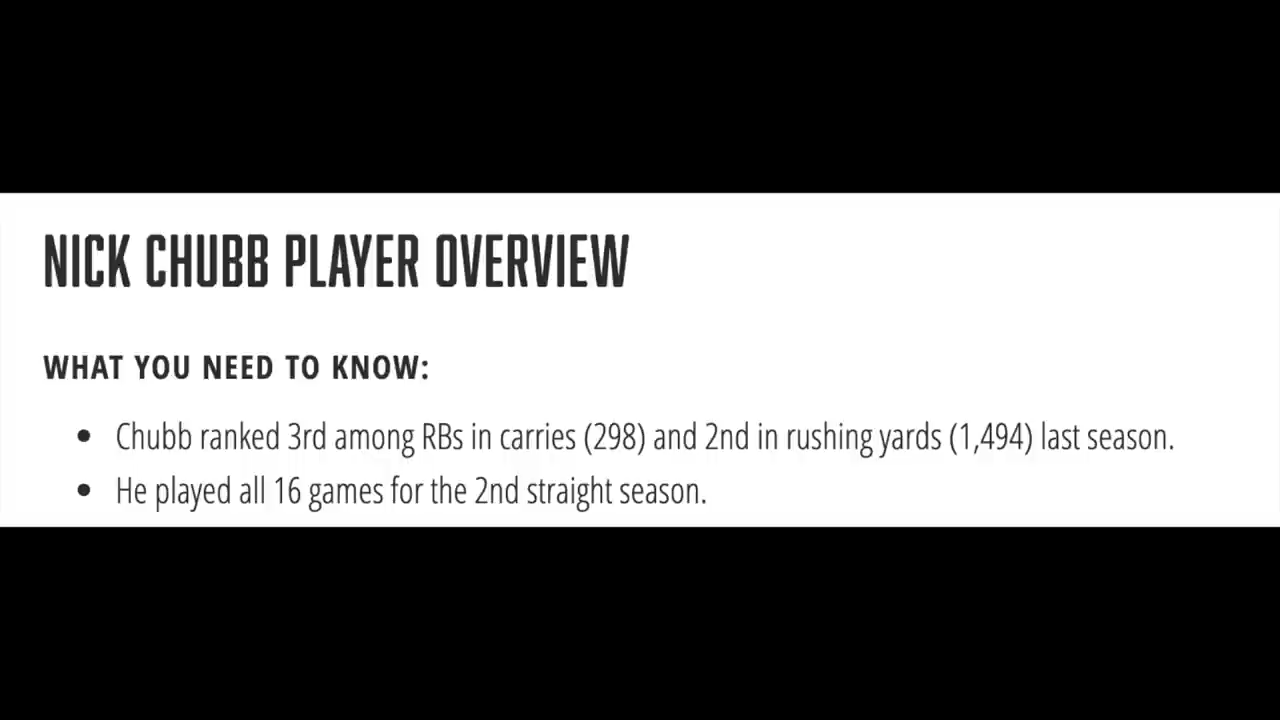 NICK CHUBB PLAYER OVERVIEW
WHAT YOU NEED TO KNOW:
• Chubb ranked 3rd among RBs in carries (298) and 2nd in rushing yards (1,494) last season.
• He played all 16 games for the 2nd straight season.